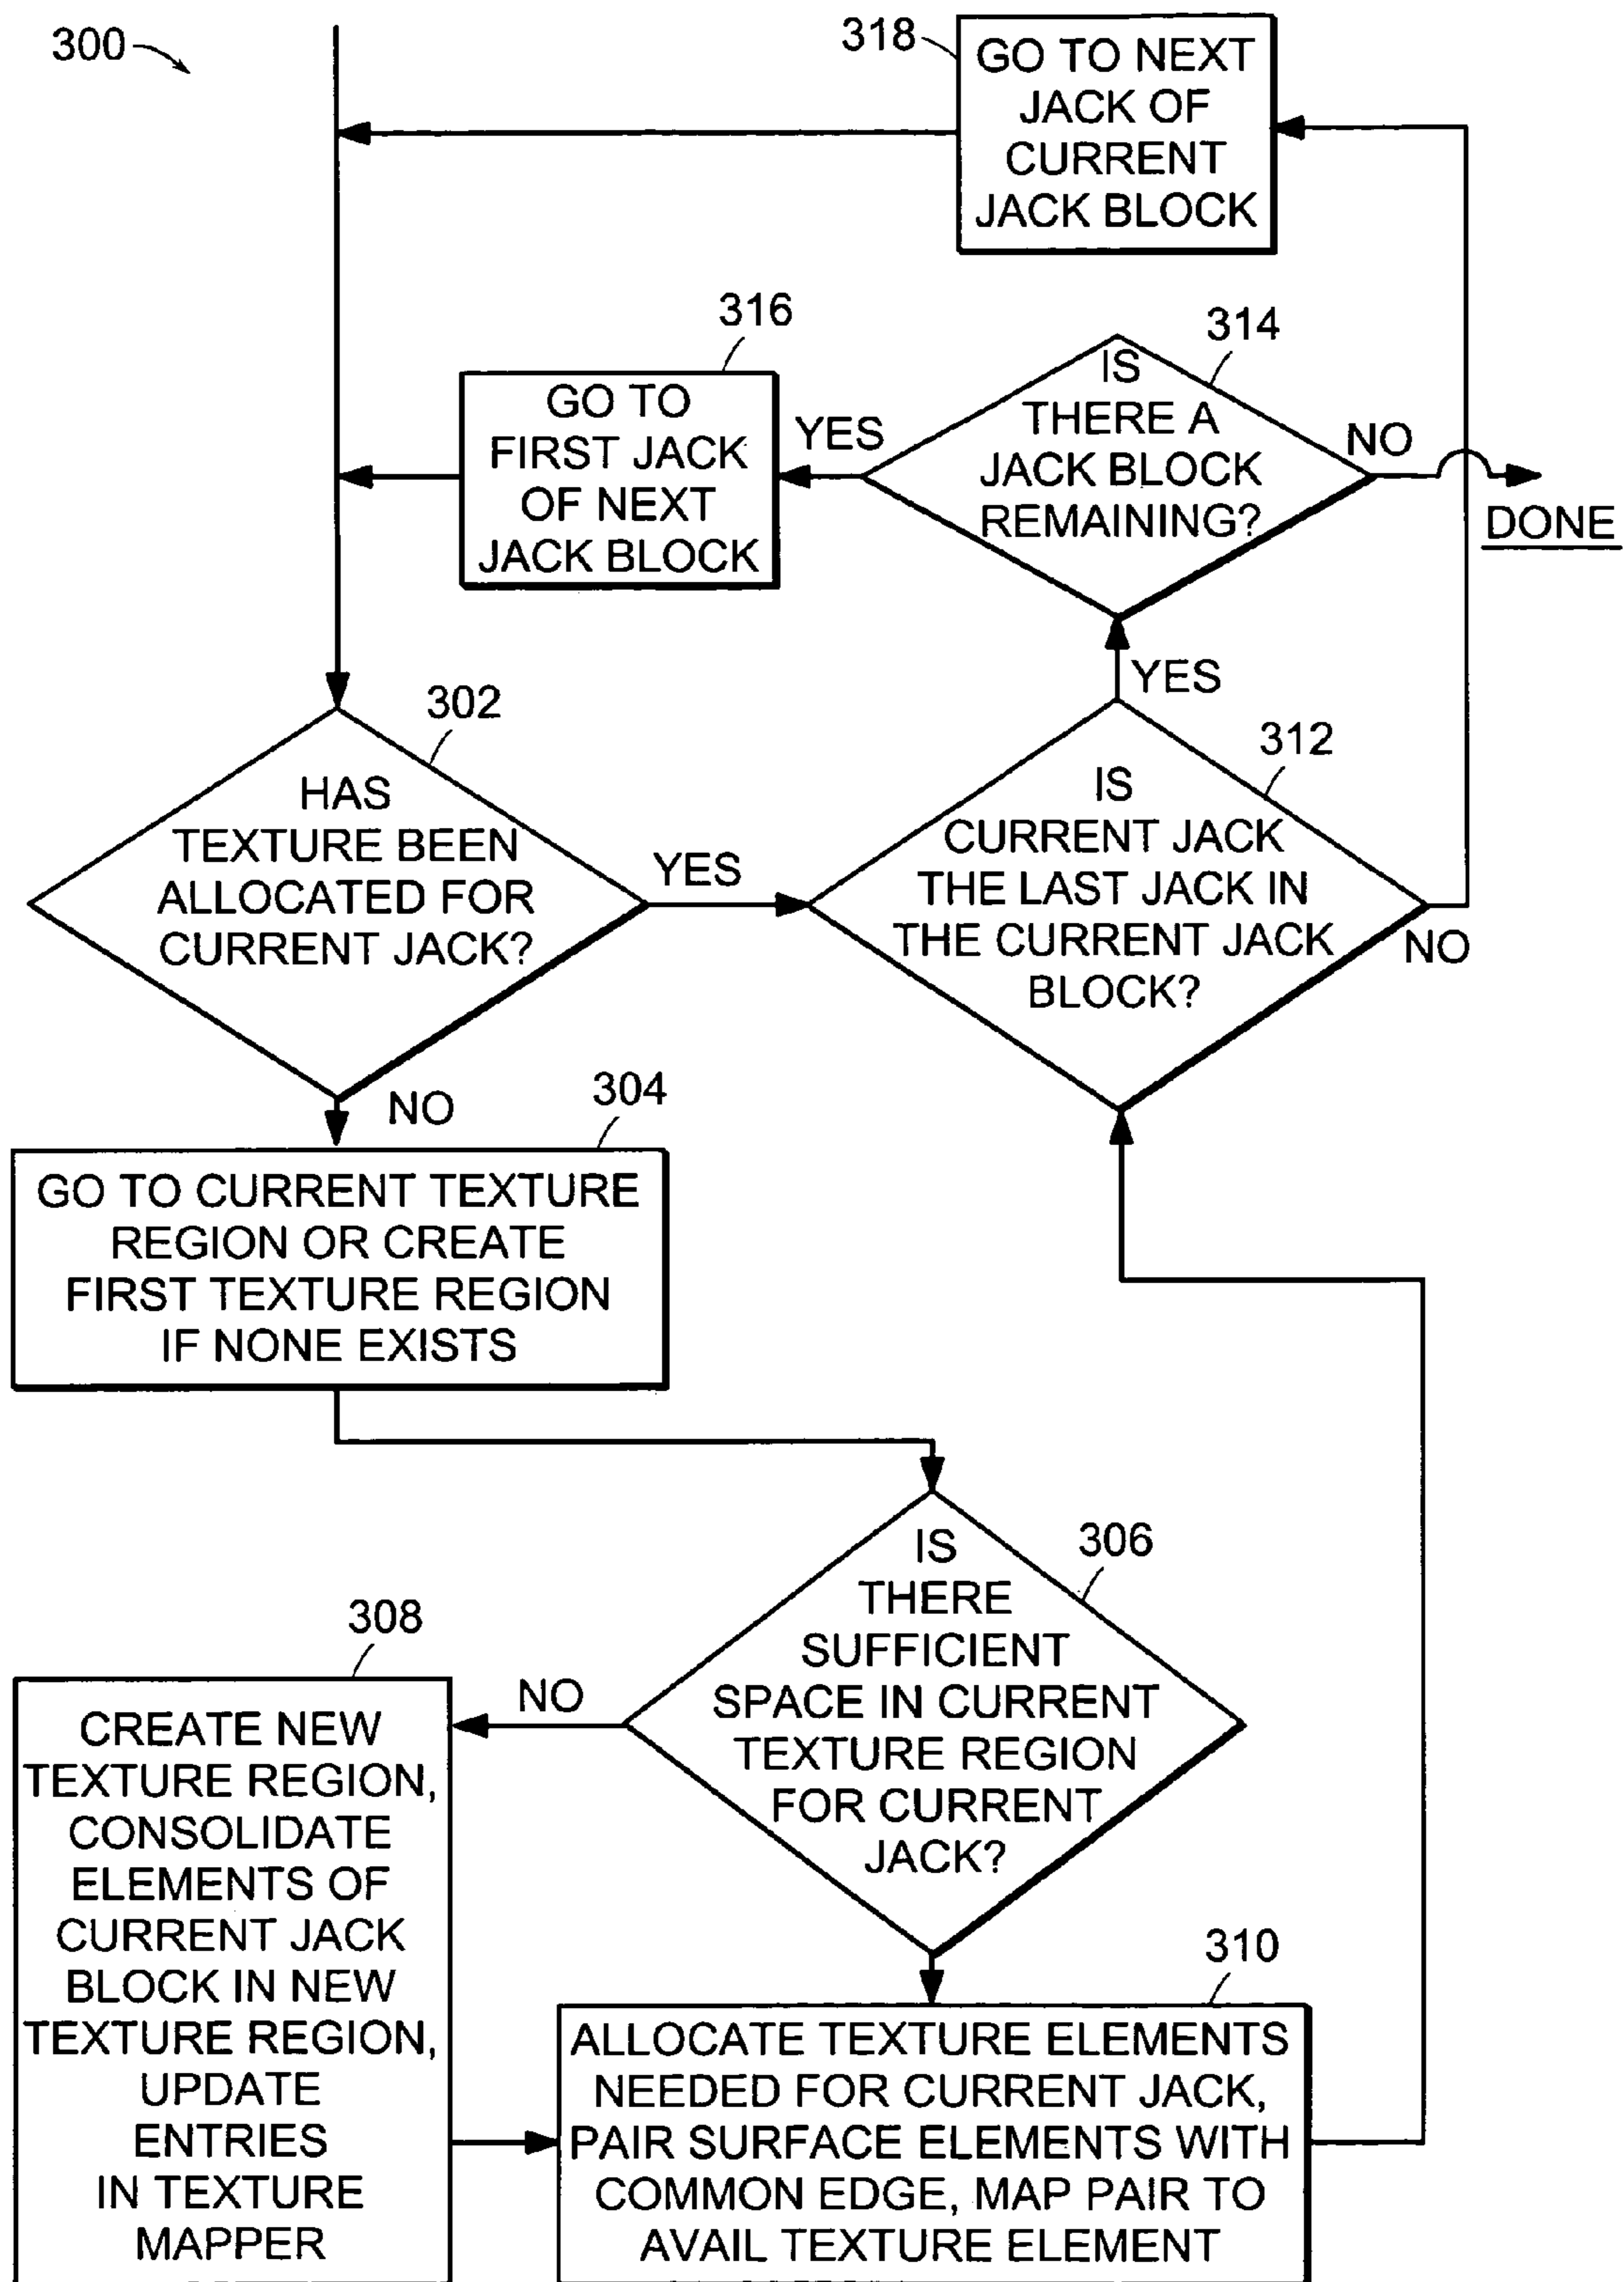 300
318
GO TO NEXT
JACK OF
CURRENT
JACK BLOCK
316
GO TO
FIRST JACK
OF NEXT
JACK BLOCK
YES
314
IS
THERE A
JACK BLOCK
REMAINING?
NO
DONE
YES
302
HAS
TEXTURE BEEN
ALLOCATED FOR
CURRENT JACK?
YES
312
IS
CURRENT JACK
THE LAST JACK IN
THE CURRENT JACK
BLOCK?
NO
NO
304
GO TO CURRENT TEXTURE
REGION OR CREATE
FIRST TEXTURE REGION
IF NONE EXISTS
306
IS
THERE
SUFFICIENT
SPACE IN CURRENT
TEXTURE REGION
FOR CURRENT
JACK?
NO
308
CREATE NEW
TEXTURE REGION,
CONSOLIDATE
ELEMENTS OF
CURRENT JACK
BLOCK IN NEW
TEXTURE REGION,
UPDATE
ENTRIES
IN TEXTURE
MAPPER
310
ALLOCATE TEXTURE ELEMENTS
NEEDED FOR CURRENT JACK,
PAIR SURFACE ELEMENTS WITH
COMMON EDGE, MAP PAIR TO
AVAIL TEXTURE ELEMENT